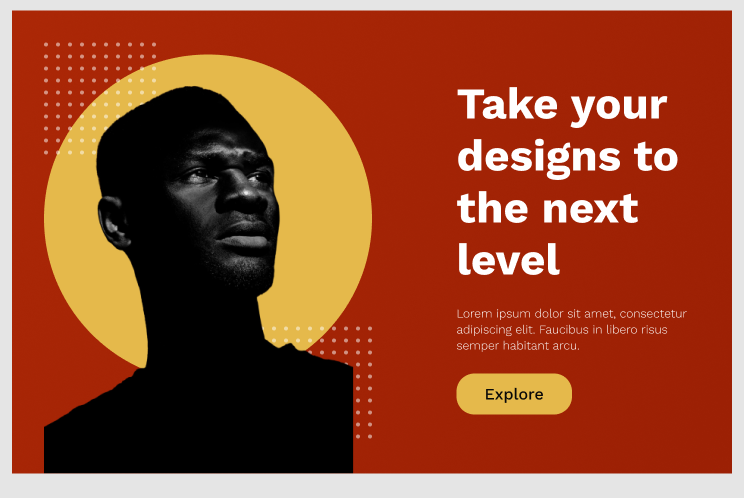 Take your
designs to
the next
level
Lorem ipsum dolor sit amet, consectetur
adipiscing elit. Faucibus in libero risus
semper habitant arcu.
Explore